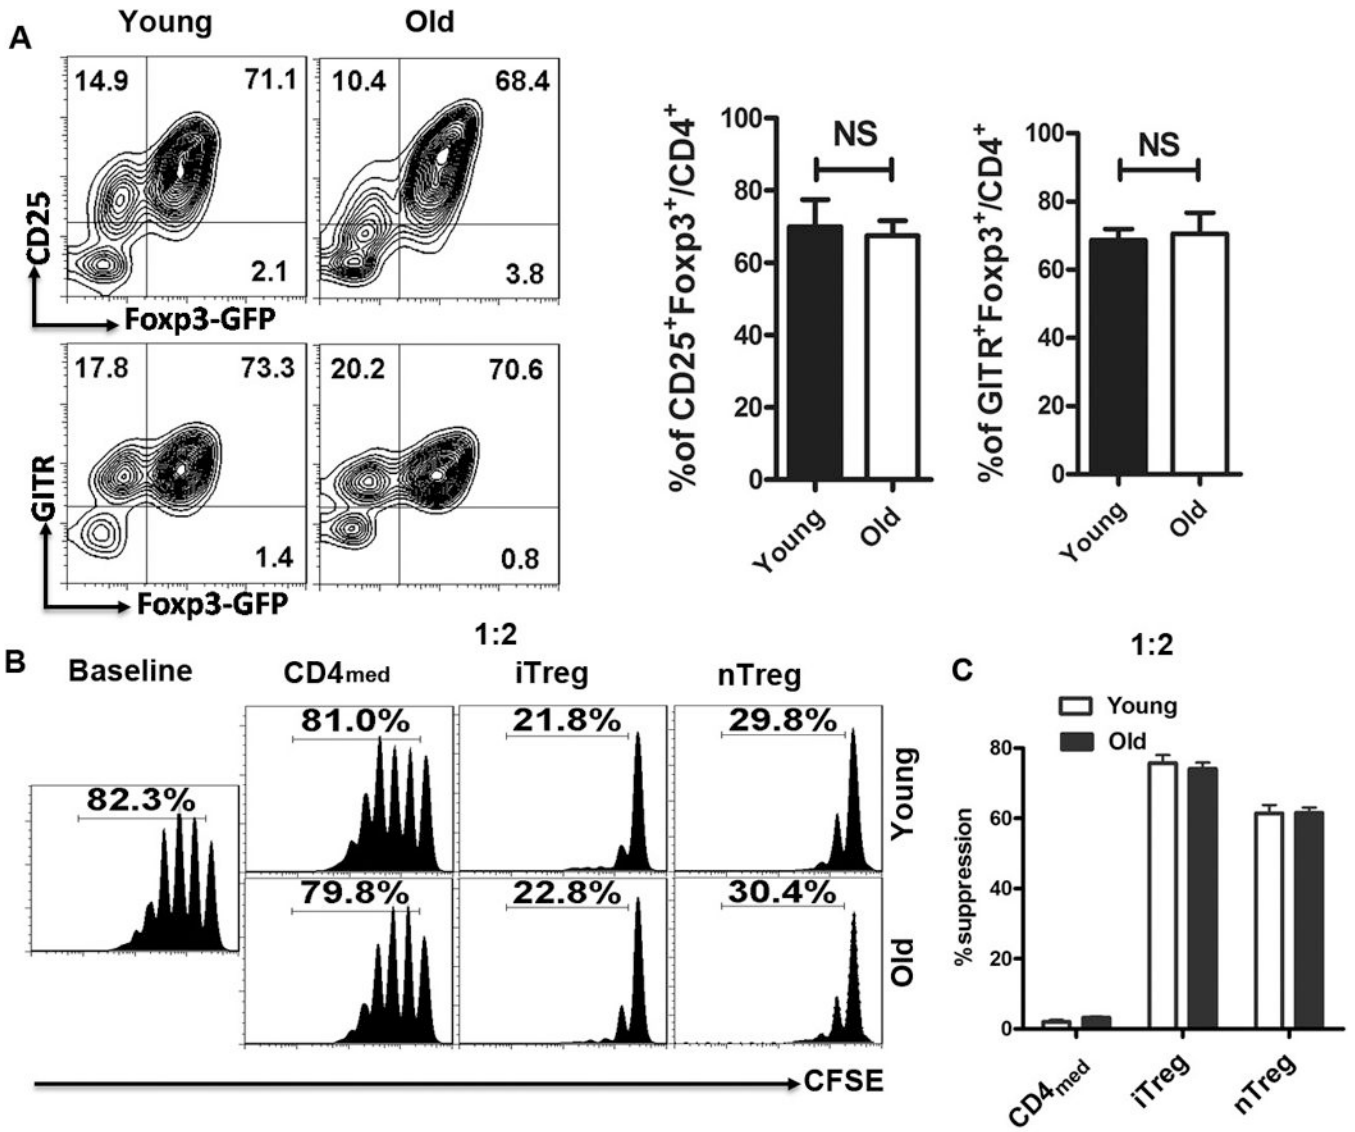 A
Young
Old
14.9
71.1
2.1
10.4
68.4
3.8
CD25
Foxp3-GFP
17.8
73.3
1.4
20.2
70.6
0.8
GITR
Foxp3-GFP
%of CD25⁺Foxp3⁺/CD4⁺
100
80
60
40
20
0
NS
Young
Old
%of GITR⁺Foxp3⁺/CD4⁺
100
80
60
40
20
0
NS
Young
Old
B
1:2
Baseline
CD4med
iTreg
nTreg
82.3%
81.0%
21.8%
29.8%
Young
79.8%
22.8%
30.4%
Old
CFSE
C
1:2
Young
Old
%suppression
80
60
40
20
0
CD4med
iTreg
nTreg